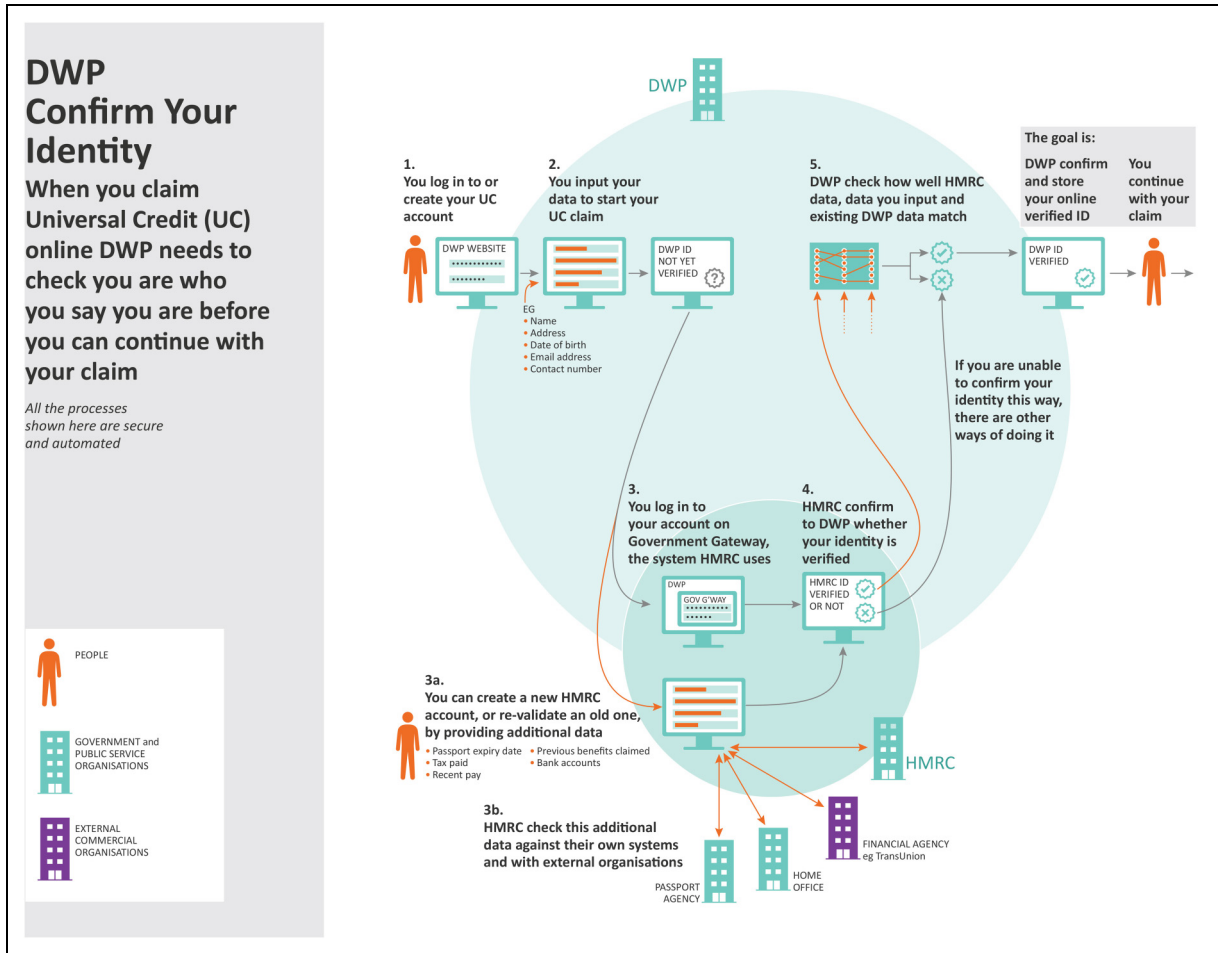 DWP
Confirm Your
Identity
When you claim
Universal Credit (UC)
online DWP needs to
check you are who
you say you are before
you can continue with
your claim
All the processes
shown here are secure
and automated
PEOPLE
GOVERNMENT and
PUBLIC SERVICE
ORGANISATIONS
EXTERNAL
COMMERCIAL
ORGANISATIONS
DWP
1.
You log in to or
create your UC
account
DWP WEBSITE
2.
You input your
data to start your
UC claim
EG
• Name
• Address
• Date of birth
• Email address
• Contact number
DWP ID
NOT YET
VERIFIED
?
3.
You log in to
your account on
Government Gateway,
the system HMRC uses
DWP
GOV G'WAY
3a.
You can create a new HMRC
account, or re-validate an old one,
by providing additional data
• Passport expiry date
• Tax paid
• Recent pay
• Previous benefits claimed
• Bank accounts
3b.
HMRC check this additional
data against their own systems
and with external organisations
PASSPORT
AGENCY
HOME
OFFICE
FINANCIAL AGENCY
eg TransUnion
HMRC
4.
HMRC confirm
to DWP whether
your identity is
verified
HMRC ID
VERIFIED
OR NOT
5.
DWP check how well HMRC
data, data you input and
existing DWP data match
If you are unable
to confirm your
identity this way,
there are other
ways of doing it
The goal is:
DWP confirm
and store
your online
verified ID
You
continue
with your
claim
DWP ID
VERIFIED